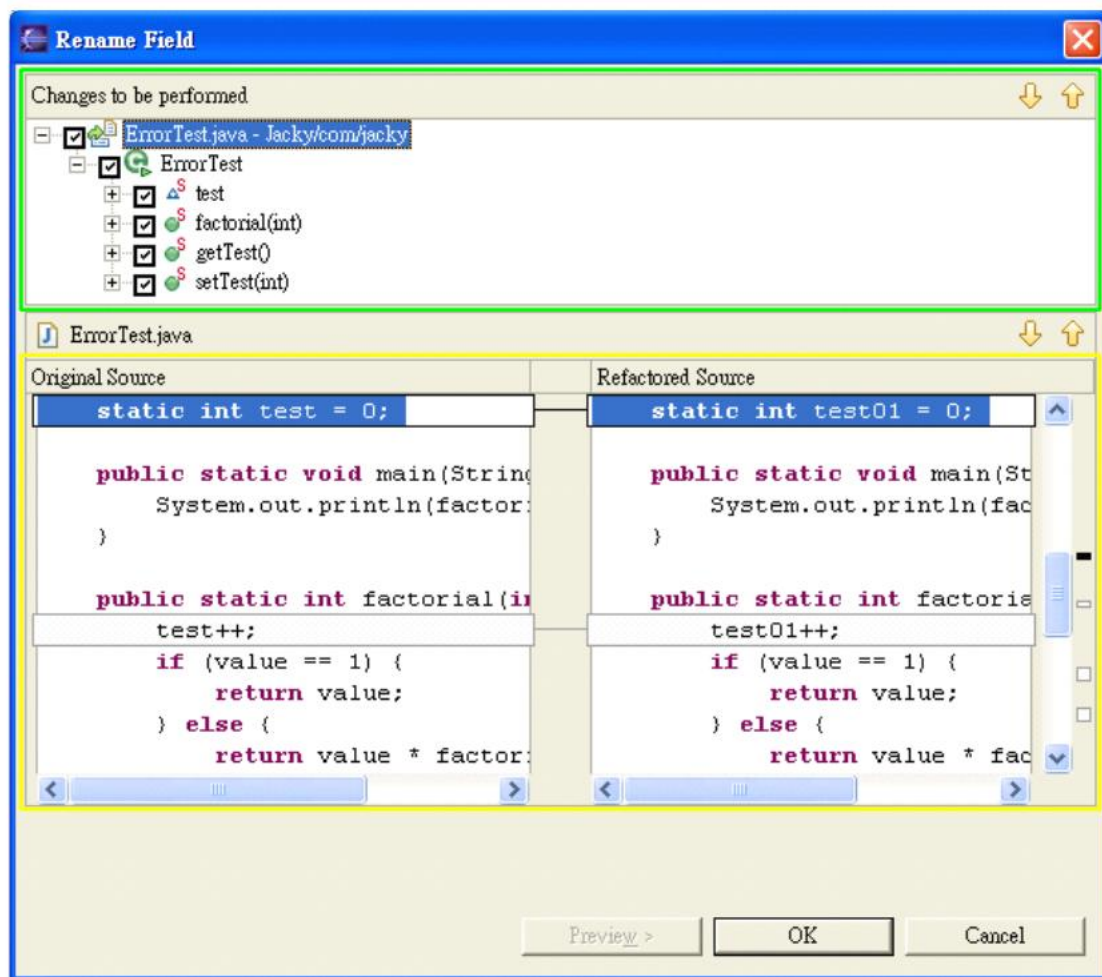 Rename Field
Changes to be performed
ErrorTest.java - Jacky/com/jacky
ErrorTest
S test
S factorial(int)
S getTest()
S setTest(int)
J ErrorTest.java
Original Source
static int test = 0;
public static void main(String
System.out.println(factor
}
public static int factorial(in
test++;
if (value == 1) {
return value;
} else {
return value * factor
Refactored Source
static int test01 = 0;
public static void main(St
System.out.println(fac
}
public static int factoria
test01++;
if (value == 1) {
return value;
} else {
return value * fac
Preview >
OK
Cancel